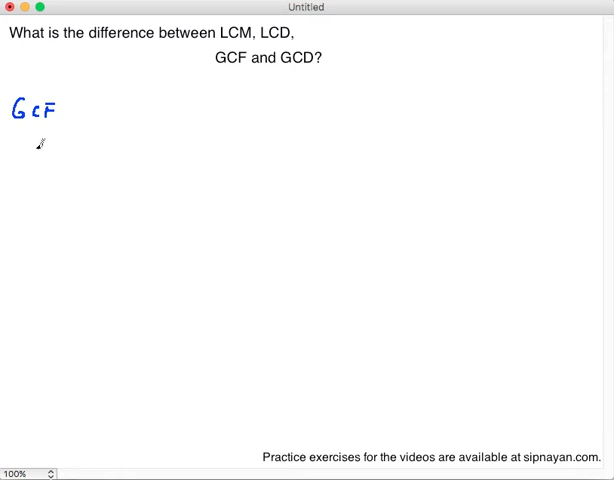 Untitled
What is the difference between LCM, LCD,
GCF and GCD?
GCF
Practice exercises for the videos are available at sipnayan.com.
100%